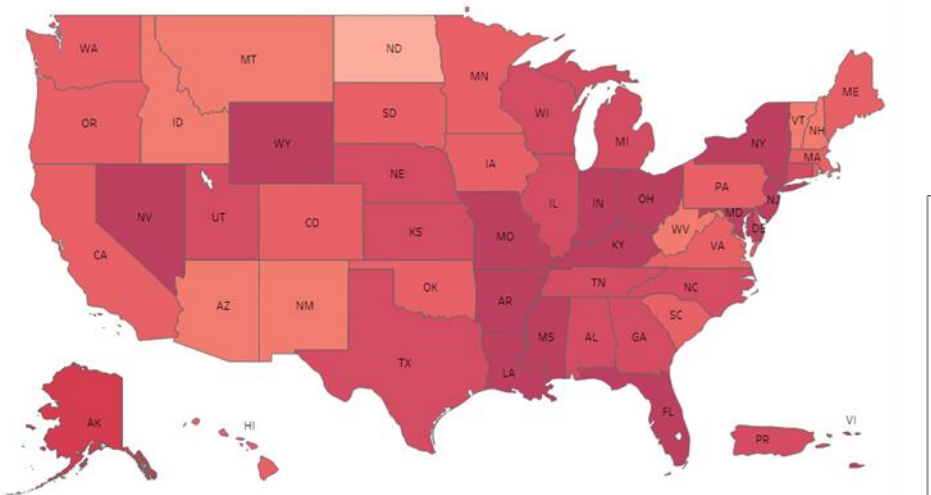 WA
MT
ND
MN
ME
OR
ID
SD
WI
VT
NH
WY
MI
NY
MA
IA
NE
PA
NV
UT
IL
IN
OH
NJ
MD
CO
DE
KS
MO
WV
CA
KY
VA
AZ
NM
OK
TN
NC
AR
SC
TX
MS
AL
GA
LA
FL
AK
HI
PR
VI